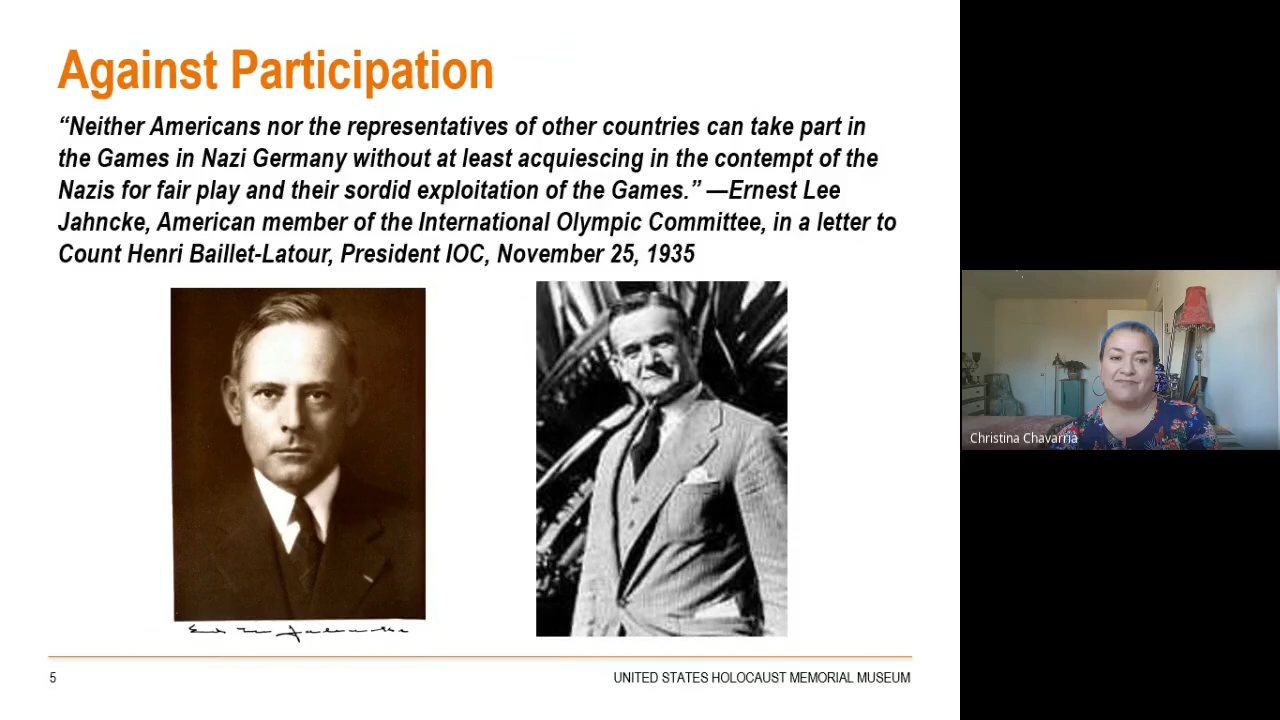 Against Participation
“Neither Americans nor the representatives of other countries can take part in
the Games in Nazi Germany without at least acquiescing in the contempt of the
Nazis for fair play and their sordid exploitation of the Games.” —Ernest Lee
Jahncke, American member of the International Olympic Committee, in a letter to
Count Henri Baillet-Latour, President IOC, November 25, 1935
5
UNITED STATES HOLOCAUST MEMORIAL MUSEUM
Christina Chavarria